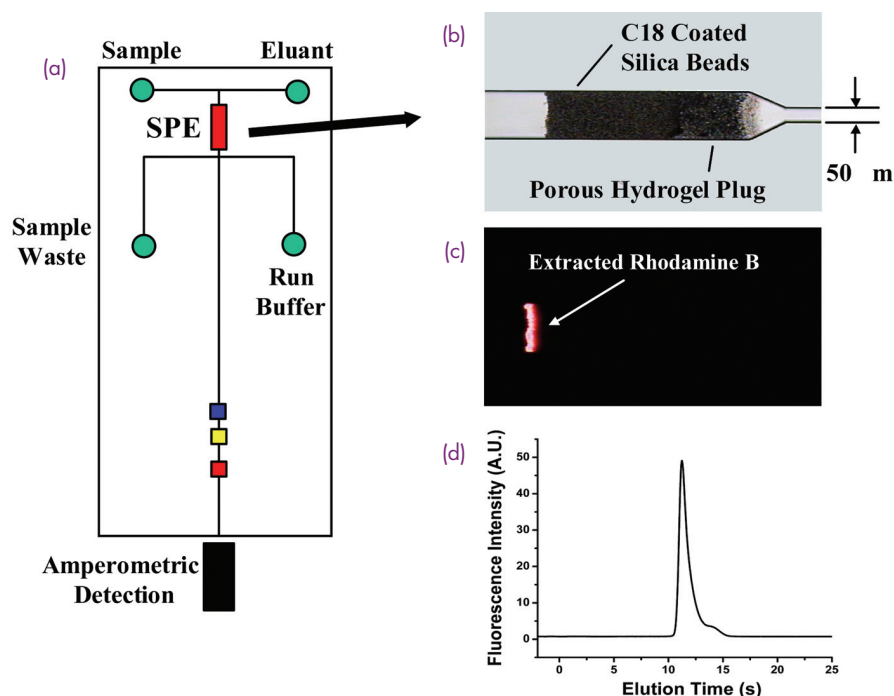 (a)
Sample
Eluant
SPE
Sample
Waste
Run
Buffer
Amperometric
Detection
(b)
C18 Coated
Silica Beads
Porous Hydrogel Plug
50 m
(c)
Extracted Rhodamine B
(d)
Fluorescence Intensity (A.U.)
50
40
30
20
10
0
0 5 10 15 20 25
Elution Time (s)